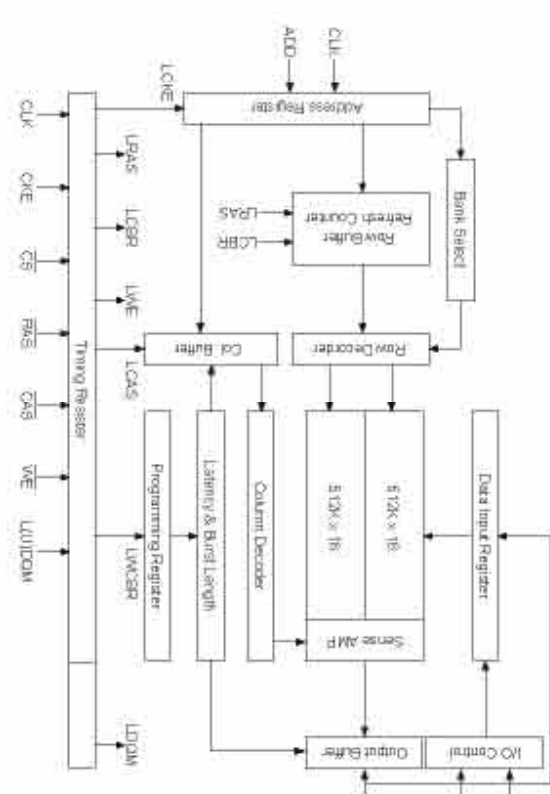 Bank Select
Data Input Register
I/O Control
CLK
ADD
Address Register
LCKE
Row Buffer
Refresh Counter
LRAS
LCBR
Row Decorder
Col. Buffer
512K x 16
512K x 16
Sense AMP
Output Buffer
Column Decoder
Latency & Burst Length
Programming Register
LRAS
LCBR
LWE
LCAS
LWCBR
LDQM
Timing Register
CLK
CKE
CS
RAS
CAS
WE
L(U)DQM